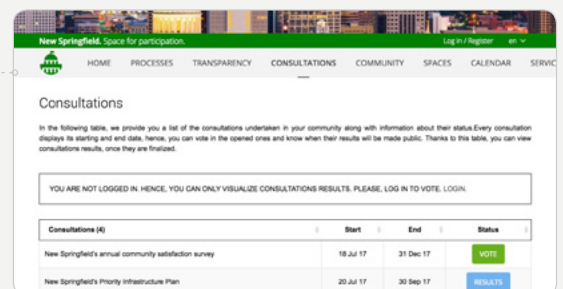 New Springfield. Space for participation.
Log in / Register en
HOME PROCESSES TRANSPARENCY CONSULTATIONS COMMUNITY SPACES CALENDAR SERVIC
Consultations
In the following table, we provide you a list of the consultations undertaken in your community along with information about their status.Every consultation
displays its starting and end date, hence, you can vote in the opened ones and know when their results will be made public. Thanks to this table, you can view
consultations results, once they are finalized.
YOU ARE NOT LOGGED IN. HENCE, YOU CAN ONLY VISUALIZE CONSULTATIONS RESULTS. PLEASE, LOG IN TO VOTE. LOGIN.
Consultations (4) Start End Status
New Springfield's annual community satisfaction survey 18 Jul 17 31 Dec 17 VOTE
New Springfield's Priority Infrastructure Plan 20 Jul 17 30 Sep 17 RESULTS